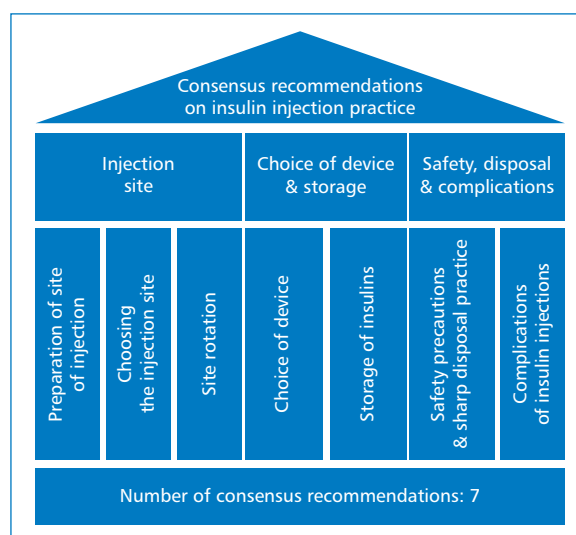 Consensus recommendations
on insulin injection practice
Injection
site
Choice of device
& storage
Safety, disposal
& complications
Preparation of site
of injection
Choosing
the injection site
Site rotation
Choice of device
Storage of insulins
Safety precautions
& sharp disposal practice
Complications
of insulin injections
Number of consensus recommendations: 7